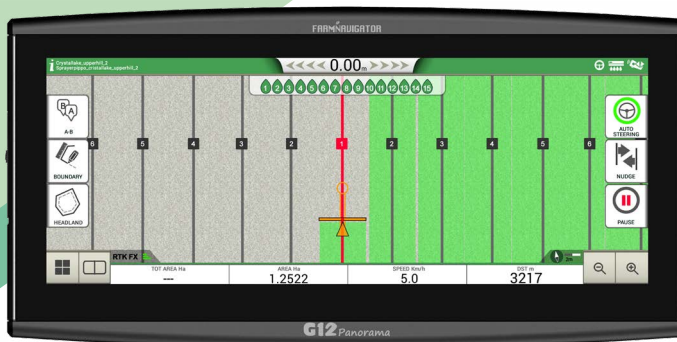 FARMNAVIGATOR
Crystallake_upperhill_2
Sprayerpippo_crystallake_upperhill_2
<<<< 0.00m >>>>
1 2 3 4 5 6 7 8 9 10 11 12 13 14 15
A-B
AUTO STEERING
6 5 4 3 2 1 2 3 4 5 6
BOUNDARY
NUDGE
HEADLAND
PAUSE
RTK FX
TOT AREA Ha
AREA Ha
SPEED Km/h
DST m
---
1.2522
5.0
3217
G12 Panorama